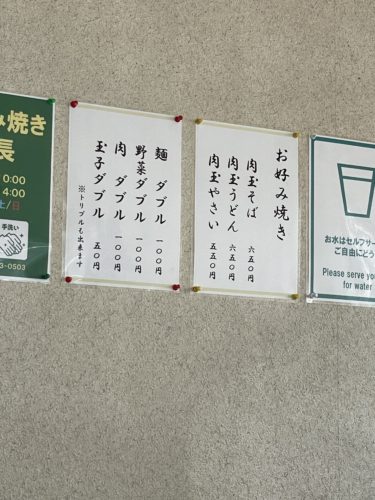 み焼き
長
0:00
4:00
土/日
手洗い
3-0503
麺　ダブル　一〇〇円
野菜ダブル　一〇〇円
肉　ダブル　一〇〇円
玉子ダブル　五〇円
※トリプルも出来ます
お好み焼き
肉玉そば　六五〇円
肉玉うどん　六五〇円
肉玉やさい　五五〇円
お水はセルフサー
ご自由にどう
Please serve you
for water